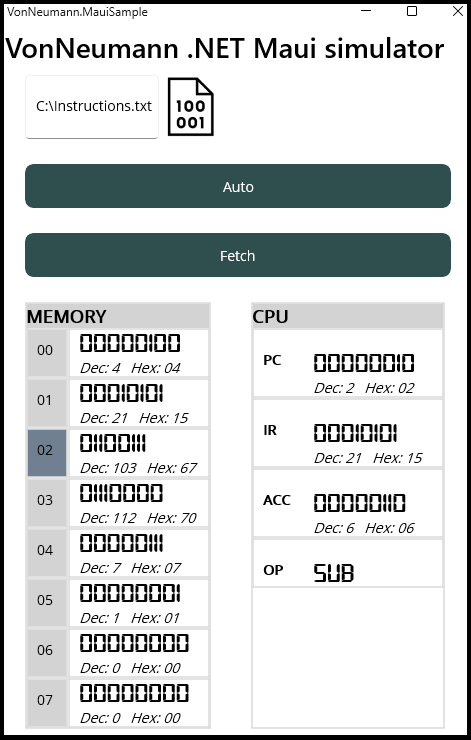 VonNeumann.MauiSample
VonNeumann .NET Maui simulator
C:\Instructions.txt
100
001
Auto
Fetch
MEMORY
00
00000100
Dec: 4 Hex: 04
01
00010101
Dec: 21 Hex: 15
02
01100111
Dec: 103 Hex: 67
03
01110000
Dec: 112 Hex: 70
04
00000111
Dec: 7 Hex: 07
05
00000001
Dec: 1 Hex: 01
06
00000000
Dec: 0 Hex: 00
07
00000000
Dec: 0 Hex: 00
CPU
PC
00000010
Dec: 2 Hex: 02
IR
00010101
Dec: 21 Hex: 15
ACC
00000110
Dec: 6 Hex: 06
OP
SUB